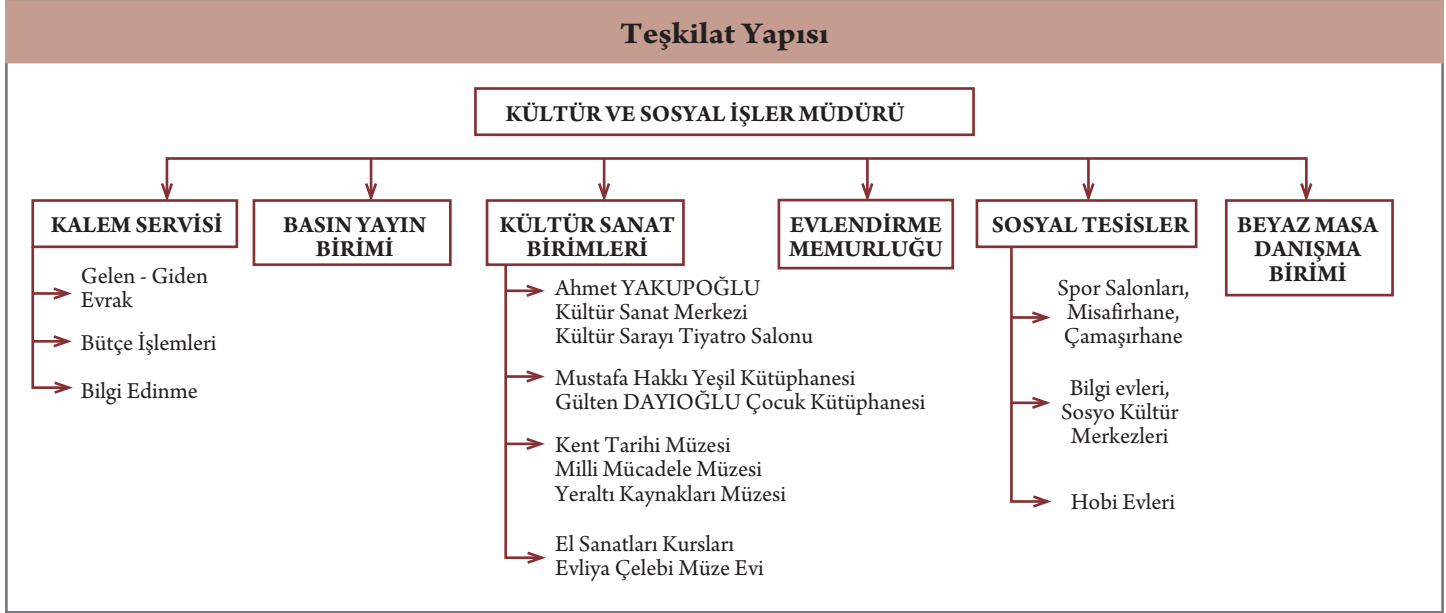 Teşkilat Yapısı
KÜLTÜR VE SOSYAL İŞLER MÜDÜRÜ
KALEM SERVİSİ
Gelen - Giden
Evrak
Bütçe İşlemleri
Bilgi Edinme
BASIN YAYIN
BİRİMİ
KÜLTÜR SANAT
BİRİMLERİ
Ahmet YAKUPOĞLU
Kültür Sanat Merkezi
Kültür Sarayı Tiyatro Salonu
Mustafa Hakkı Yeşil Kütüphanesi
Gülten DAYIOĞLU Çocuk Kütüphanesi
Kent Tarihi Müzesi
Milli Mücadele Müzesi
Yeraltı Kaynakları Müzesi
El Sanatları Kursları
Evliya Çelebi Müze Evi
EVLENDİRME
MEMURLUĞU
SOSYAL TESİSLER
Spor Salonları,
Misafirhane,
Çamaşırhane
Bilgi evleri,
Sosyo Kültür
Merkezleri
Hobi Evleri
BEYAZ MASA
DANIŞMA
BİRİMİ